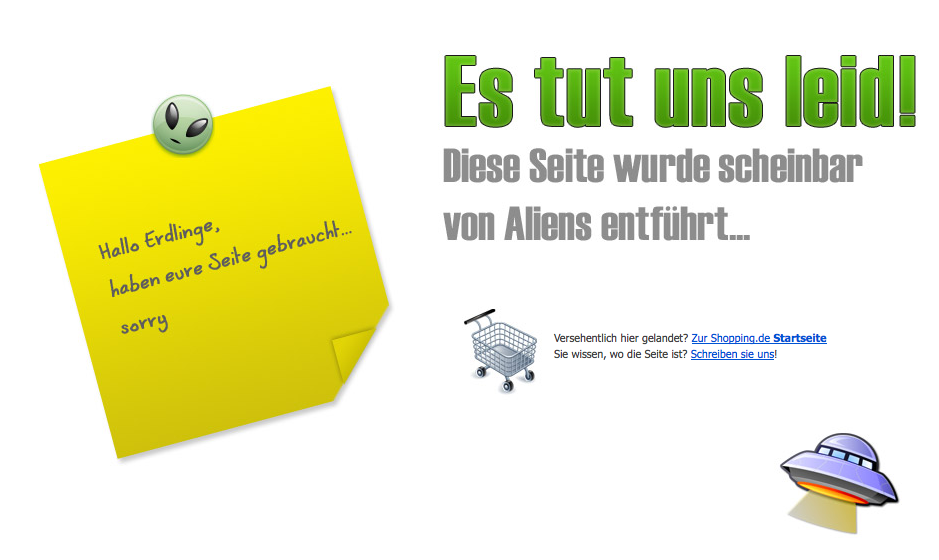 Es tut uns leid!
Diese Seite wurde scheinbar
von Aliens entführt...
Hallo Erdlinge,
haben eure Seite gebraucht...
sorry
Versehentlich hier gelandet? Zur Shopping.de Startseite
Sie wissen, wo die Seite ist? Schreiben sie uns!